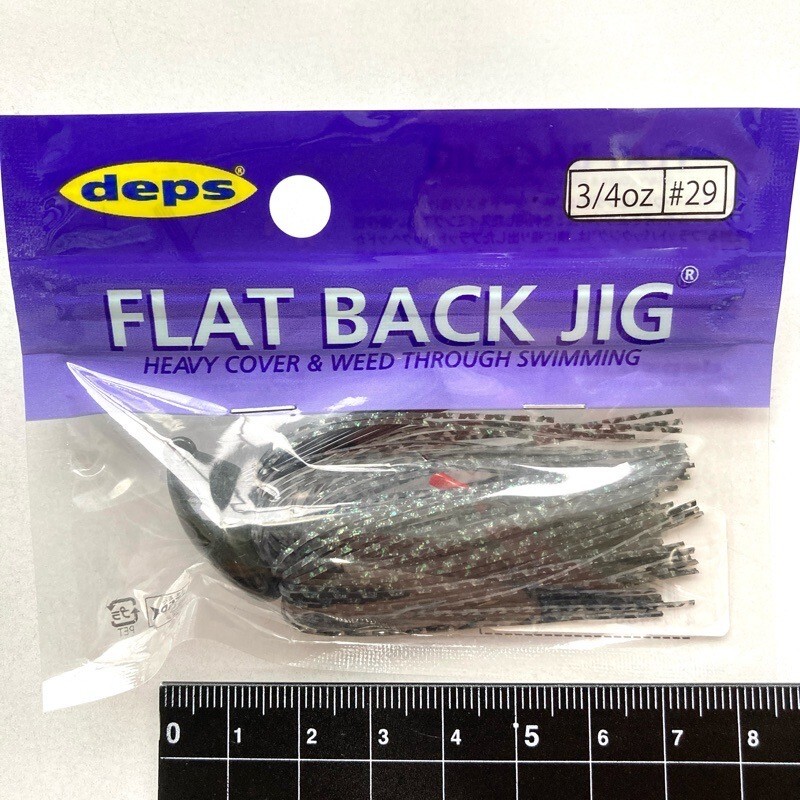 deps®
3/4oz #29
FLAT BACK JIG®
HEAVY COVER & WEED THROUGH SWIMMING
PET
0 1 2 3 4 5 6 7 8